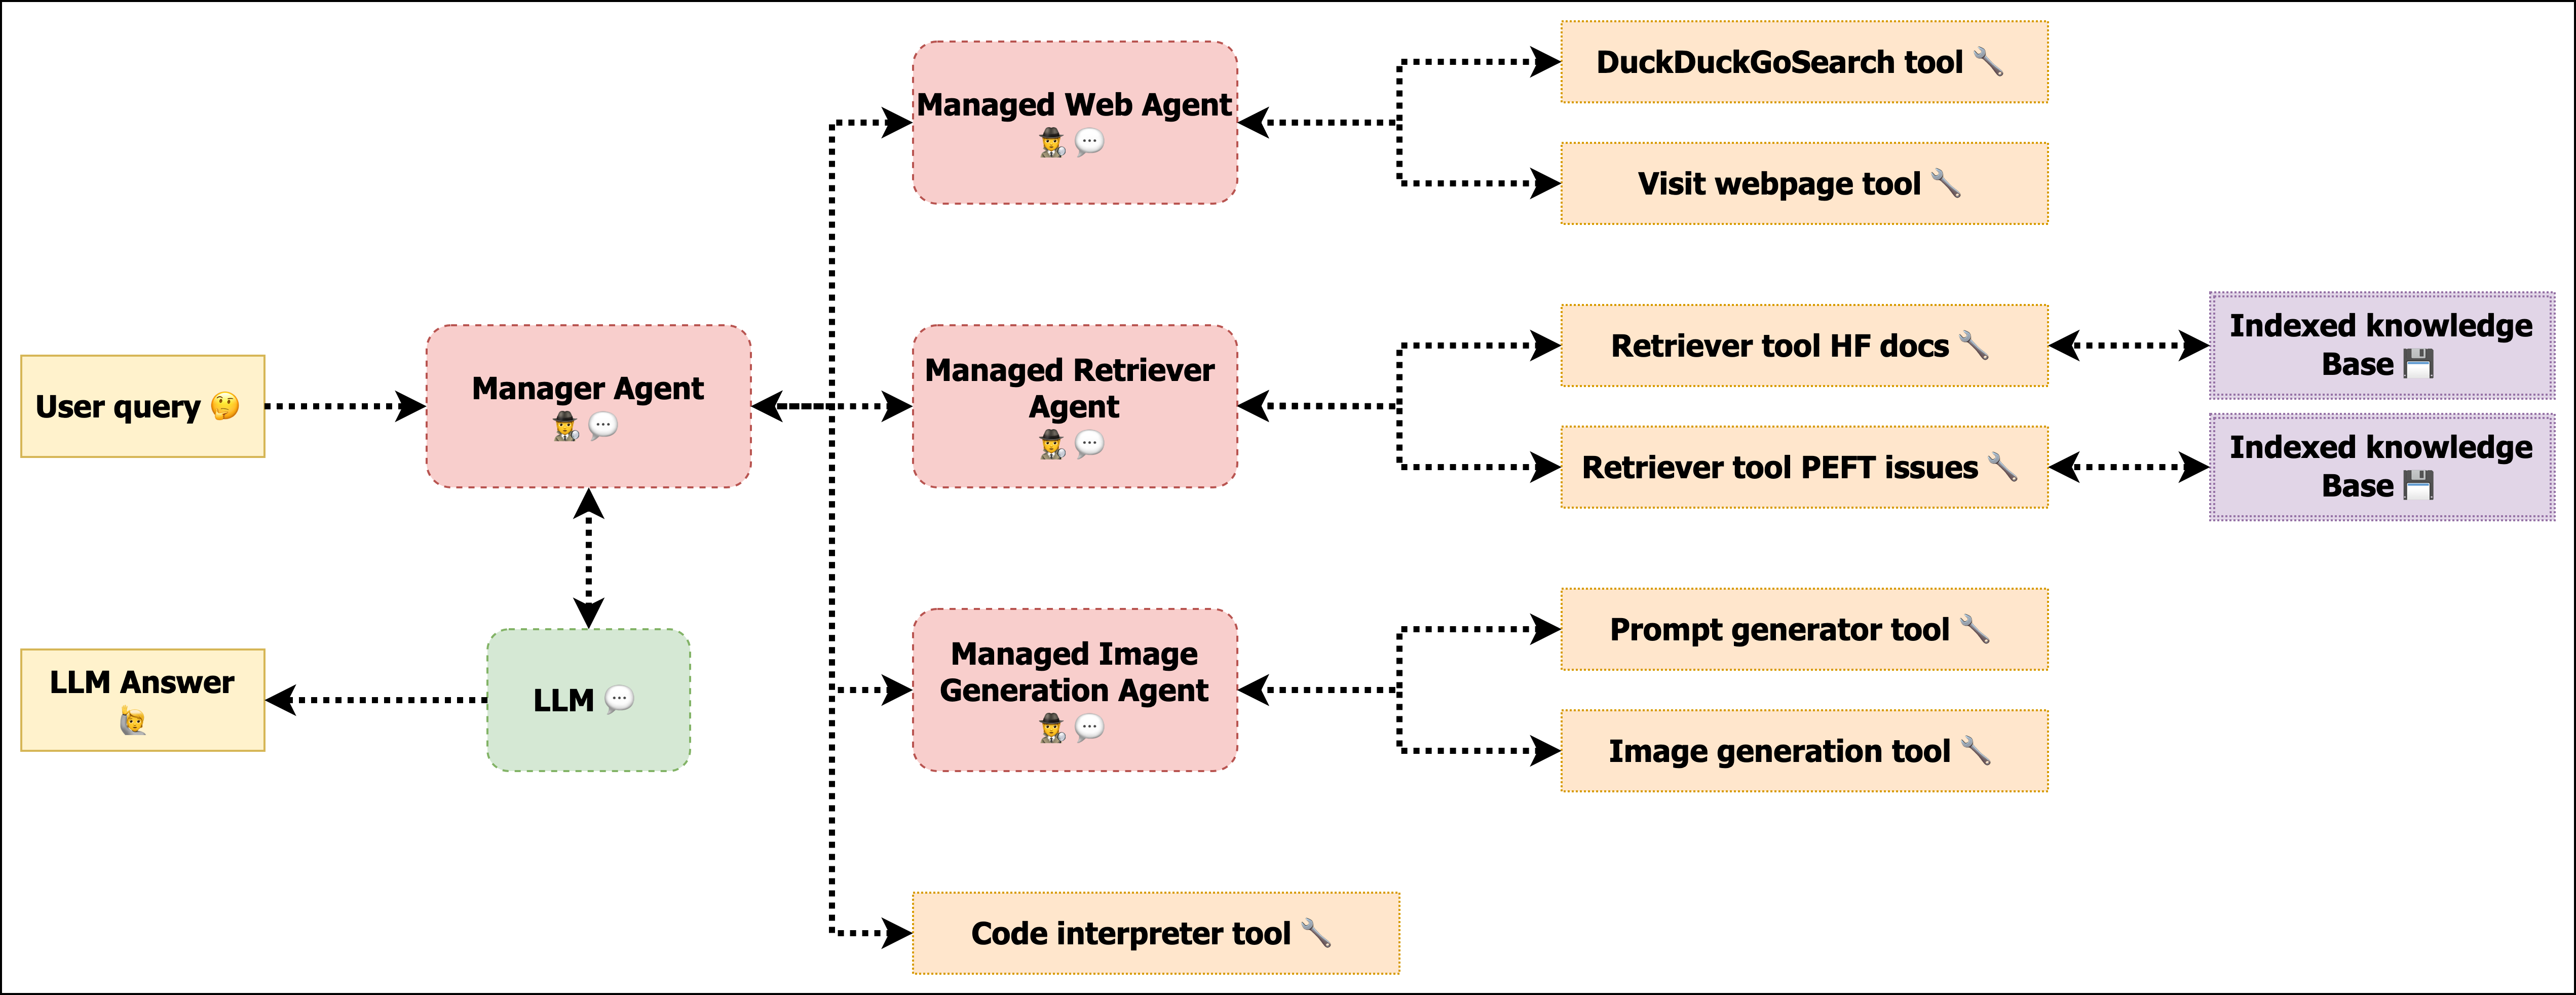 DuckDuckGoSearch tool 🔧
Managed Web Agent
🕵️💬
Visit webpage tool 🔧
User query 🤔
Manager Agent
🕵️💬
Managed Retriever
Agent
🕵️💬
Retriever tool HF docs 🔧
Indexed knowledge
Base 💾
Retriever tool PEFT issues 🔧
Indexed knowledge
Base 💾
LLM Answer
🙋
LLM 💬
Managed Image
Generation Agent
🕵️💬
Prompt generator tool 🔧
Image generation tool 🔧
Code interpreter tool 🔧